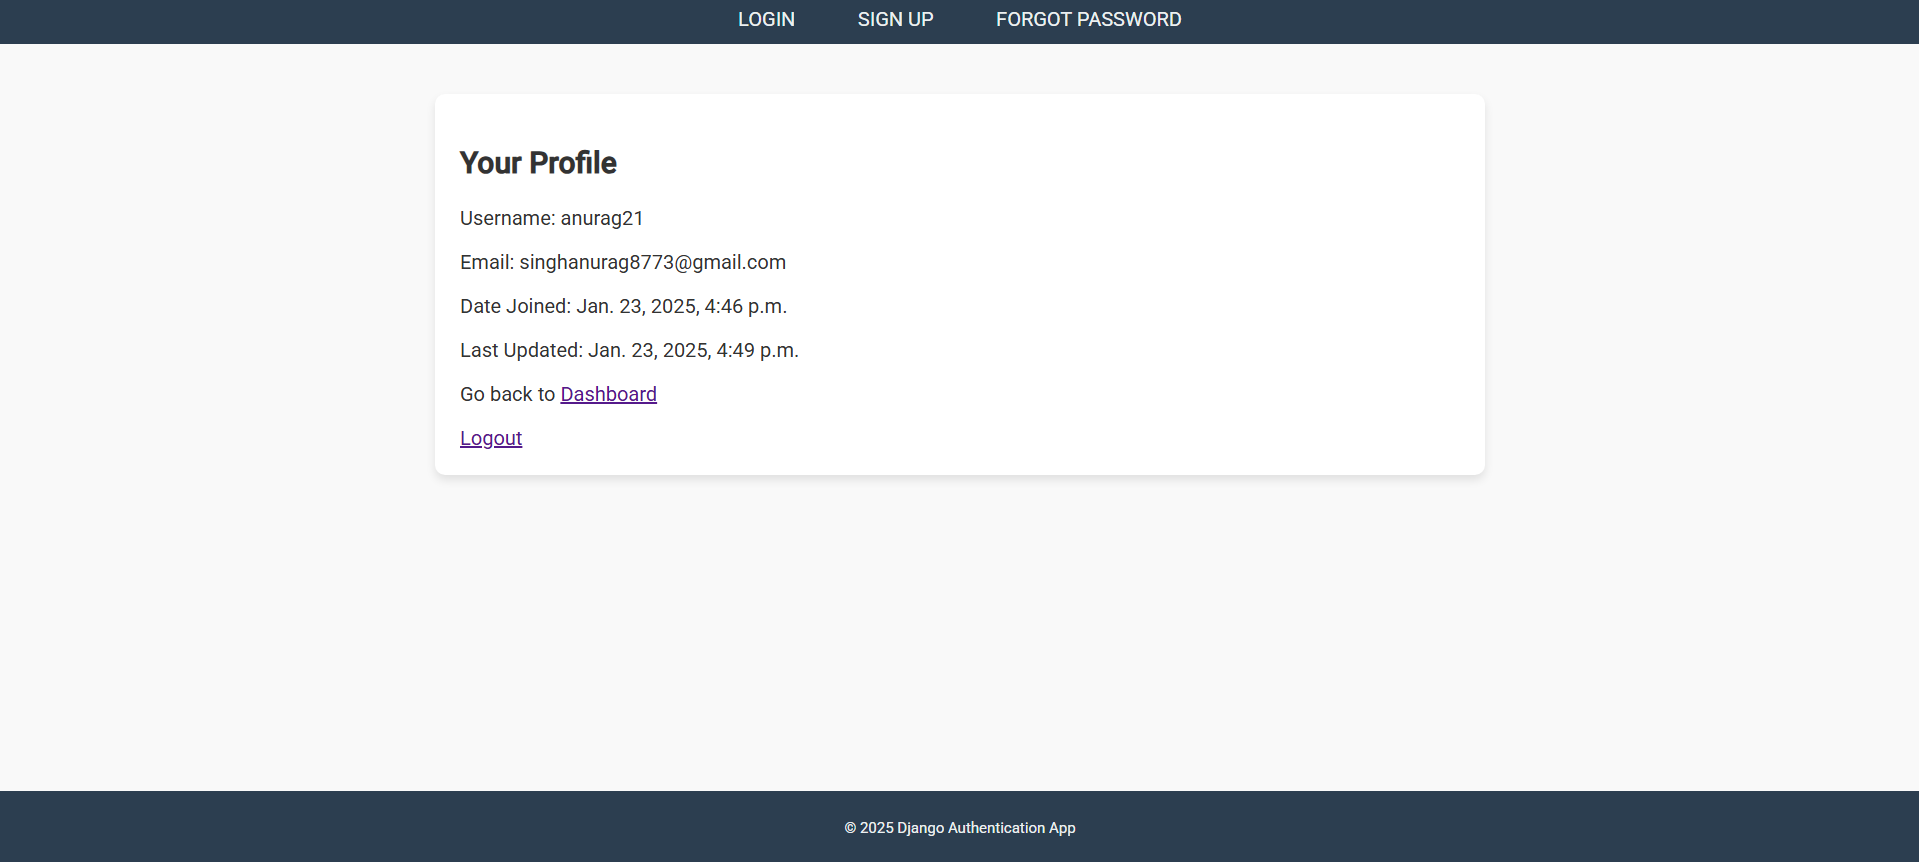 LOGIN SIGN UP FORGOT PASSWORD
Your Profile
Username: anurag21
Email: singhanurag8773@gmail.com
Date Joined: Jan. 23, 2025, 4:46 p.m.
Last Updated: Jan. 23, 2025, 4:49 p.m.
Go back to Dashboard
Logout
© 2025 Django Authentication App